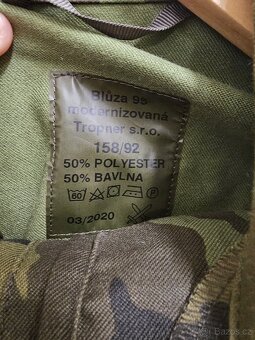 Blůza 95
modernizovaná
Tropner s.r.o.
158/92
50% POLYESTER
50% BAVLNA
60
03/2020